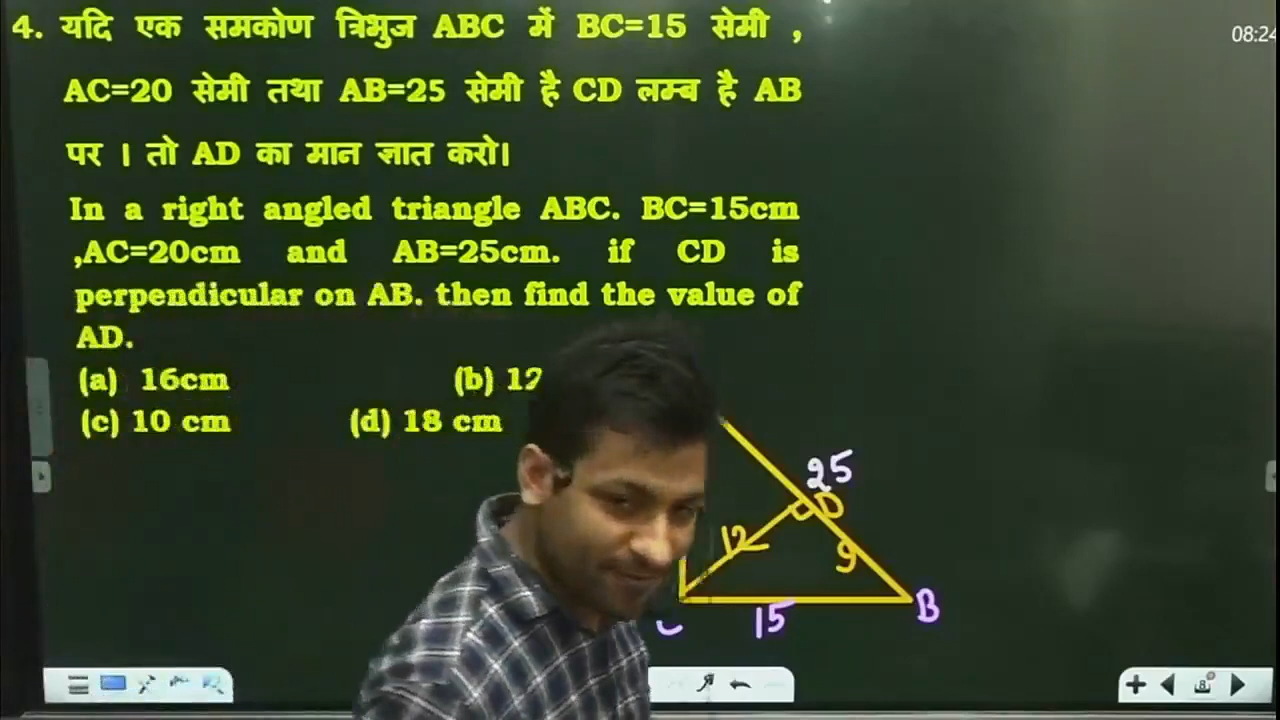 4. यदि एक समकोण त्रिभुज ABC में BC=15 सेमी ,
AC=20 सेमी तथा AB=25 सेमी है CD लम्ब है AB
पर । तो AD का मान ज्ञात करो।
In a right angled triangle ABC. BC=15cm
,AC=20cm and AB=25cm. if CD is
perpendicular on AB. then find the value of
AD.
(a) 16cm (b) 12
(c) 10 cm (d) 18 cm
08:24
25
D
12
9
C
15
B